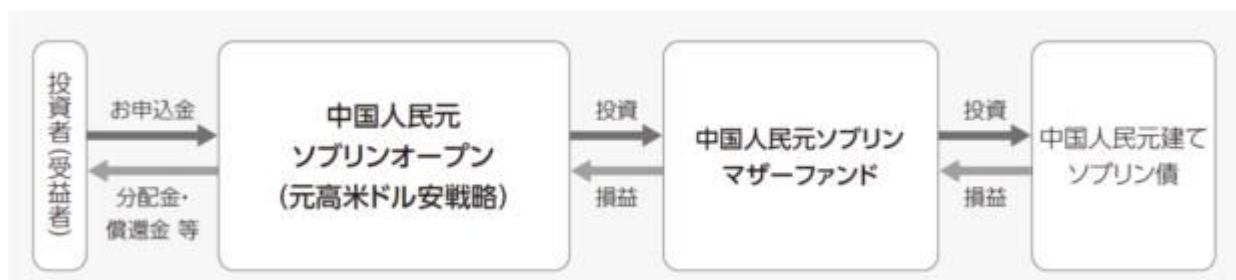 投資者(受益者)
お申込金
分配金・
償還金 等
中国人民元
ソブリンオープン
(元高米ドル安戦略)
投資
損益
中国人民元ソブリン
マザーファンド
投資
損益
中国人民元建て
ソブリン債